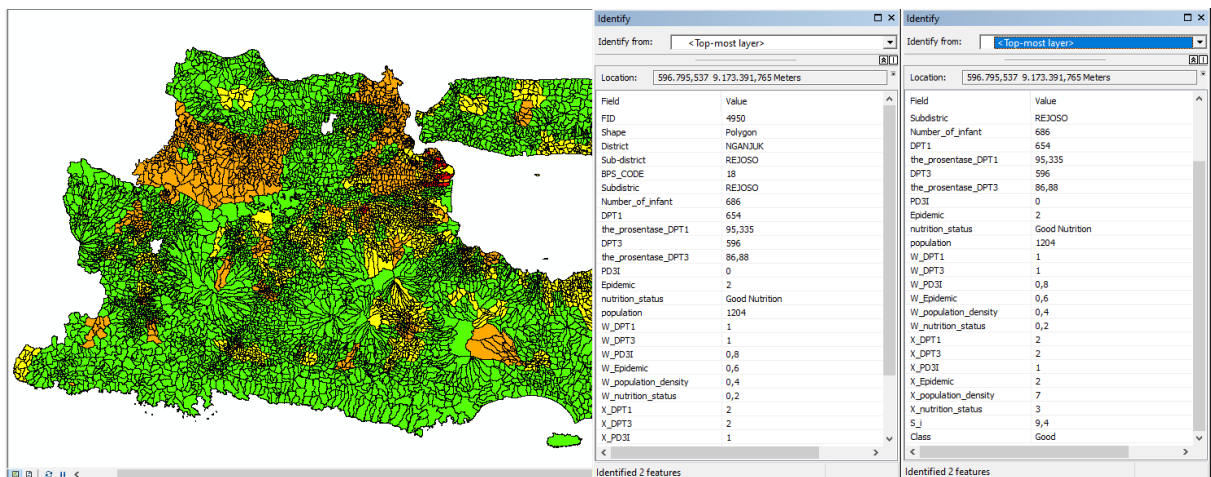 Identify
Identify from: <Top-most layer>
Location: 596.795,537 9.173.391,765 Meters
Field Value
FID 4950
Shape Polygon
District NGANJUK
Sub-district REJOSO
BPS_CODE 18
Subdistric REJOSO
Number_of_infant 686
DPT1 654
the_prosentase_DPT1 95,335
DPT3 596
the_prosentase_DPT3 86,88
PD3I 0
Epidemic 2
nutrition_status Good Nutrition
population 1204
W_DPT1 1
W_DPT3 1
W_PD3I 0,8
W_Epidemic 0,6
W_population_density 0,4
W_nutrition_status 0,2
X_DPT1 2
X_DPT3 2
X_PD3I 1
Identified 2 features
Identify
Identify from: <Top-most layer>
Location: 596.795,537 9.173.391,765 Meters
Field Value
Subdistric REJOSO
Number_of_infant 686
DPT1 654
the_prosentase_DPT1 95,335
DPT3 596
the_prosentase_DPT3 86,88
PD3I 0
Epidemic 2
nutrition_status Good Nutrition
population 1204
W_DPT1 1
W_DPT3 1
W_PD3I 0,8
W_Epidemic 0,6
W_population_density 0,4
W_nutrition_status 0,2
X_DPT1 2
X_DPT3 2
X_PD3I 1
X_Epidemic 2
X_population_density 7
X_nutrition_status 3
S_i 9,4
Class Good
Identified 2 features